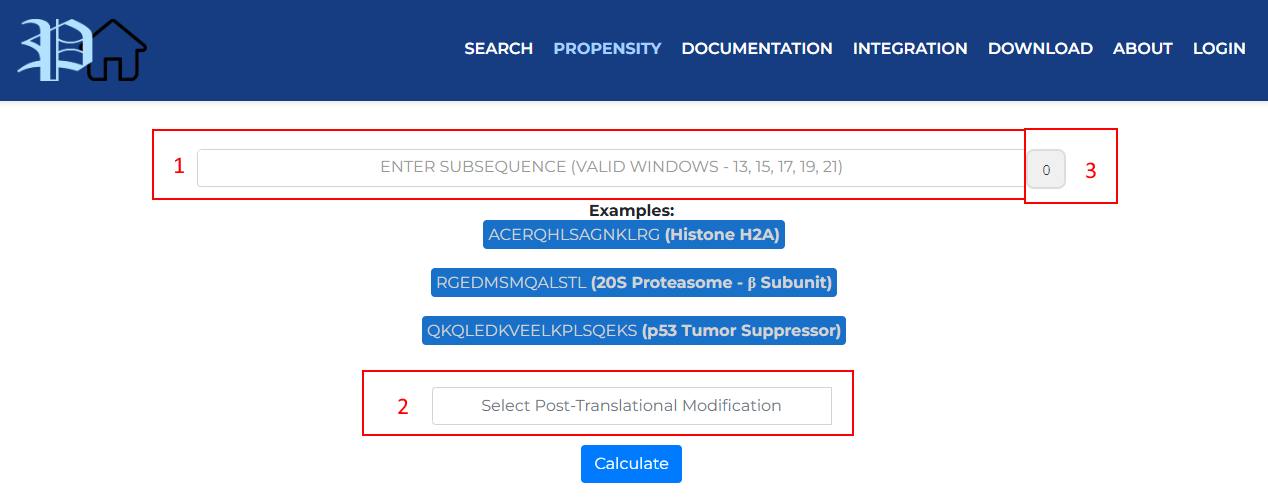 P
SEARCH PROPENSITY DOCUMENTATION INTEGRATION DOWNLOAD ABOUT LOGIN
1 ENTER SUBSEQUENCE (VALID WINDOWS - 13, 15, 17, 19, 21) 0 3
Examples:
ACERQHLSAGNKLRG (Histone H2A)
RGEDMSMQALSTL (20S Proteasome - β Subunit)
QKQLEDKVEELKPLSQEKS (p53 Tumor Suppressor)
2 Select Post-Translational Modification
Calculate